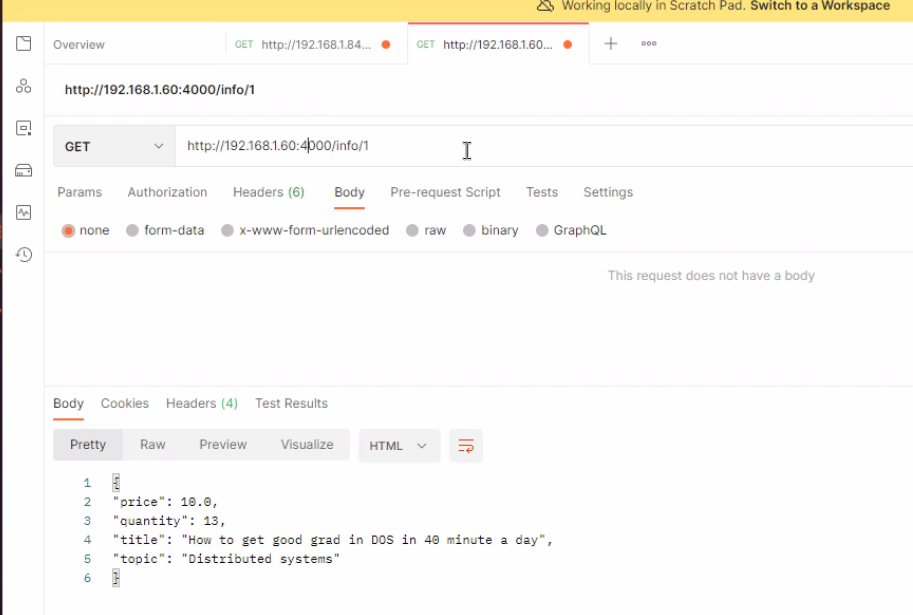 Working locally in Scratch Pad. Switch to a Workspace
Overview GET http://192.168.1.84... GET http://192.168.1.60... + ooo
http://192.168.1.60:4000/info/1
GET http://192.168.1.60:4000/info/1
Params Authorization Headers (6) Body Pre-request Script Tests Settings
none form-data x-www-form-urlencoded raw binary GraphQL
This request does not have a body
Body Cookies Headers (4) Test Results
Pretty Raw Preview Visualize HTML
1 {
2 "price": 10.0,
3 "quantity": 13,
4 "title": "How to get good grad in DOS in 40 minute a day",
5 "topic": "Distributed systems"
6 }